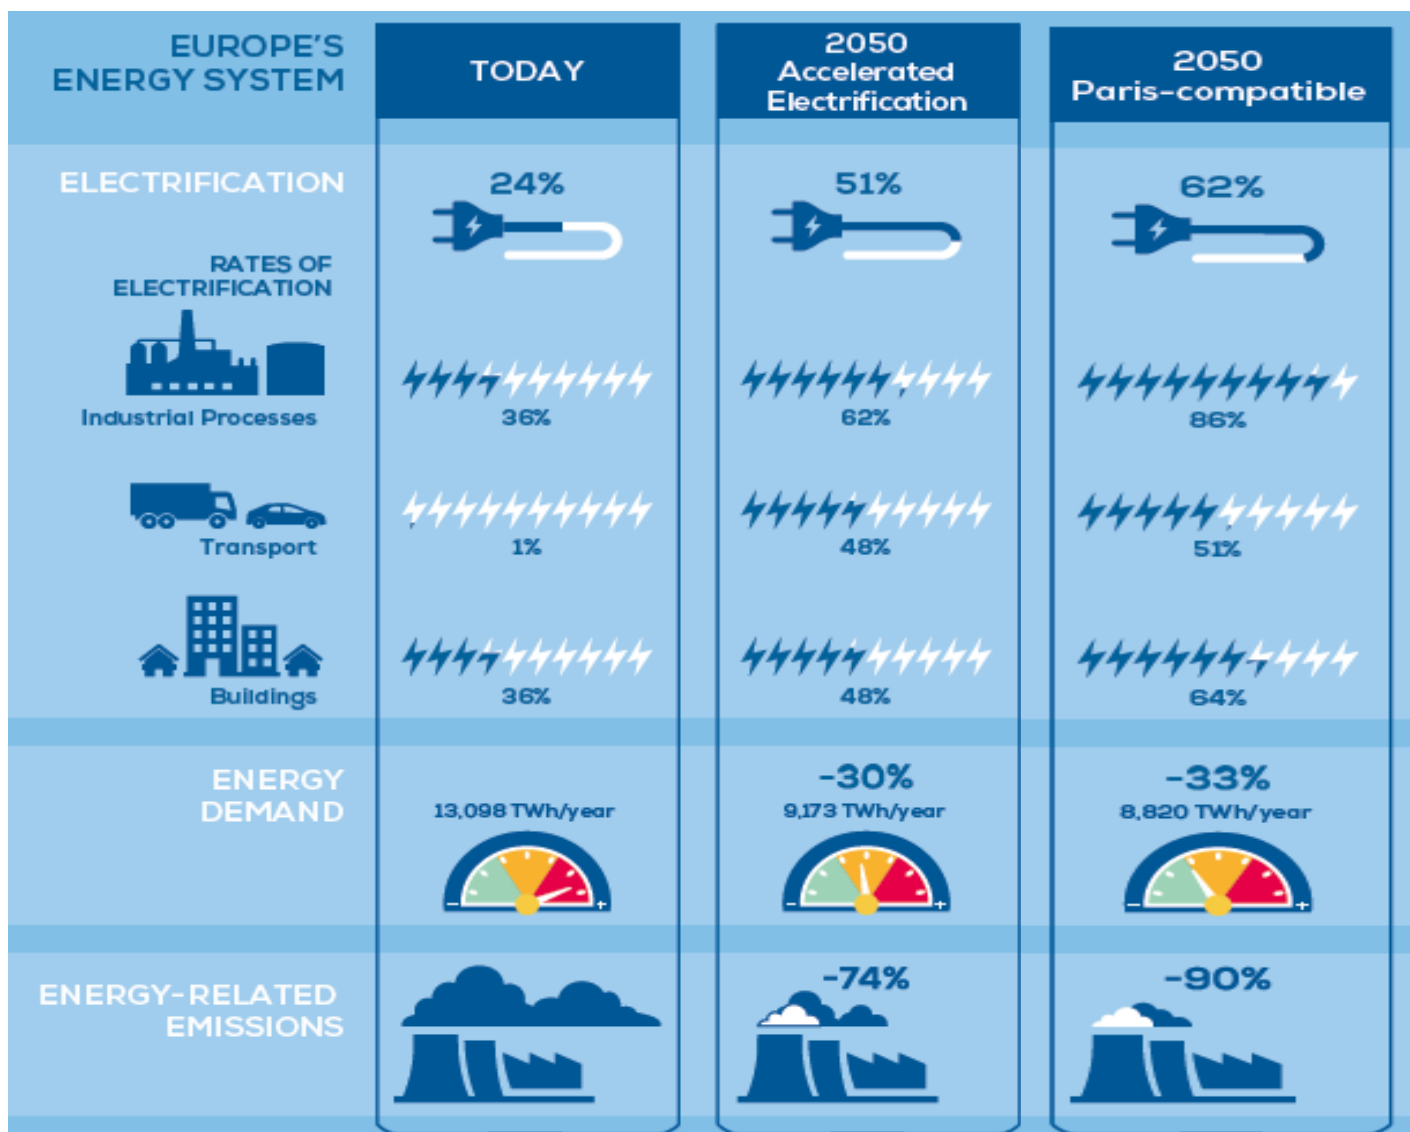 EUROPE'S
ENERGY SYSTEM
TODAY
2050
Accelerated
Electrification
2050
Paris-compatible
ELECTRIFICATION
24%
51%
62%
RATES OF
ELECTRIFICATION
Industrial Processes
36%
62%
86%
Transport
1%
48%
51%
Buildings
36%
48%
64%
ENERGY
DEMAND
13,098 TWh/year
-30%
9,173 TWh/year
-33%
8,820 TWh/year
- +
- +
- +
ENERGY-RELATED
EMISSIONS
-74%
-90%